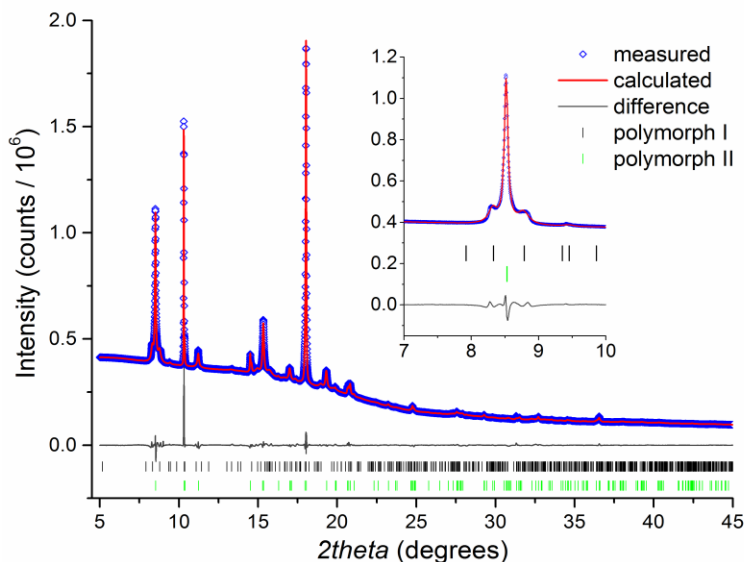 2.0
1.5
1.0
0.5
0.0
Intensity (counts / 10⁶)
5 10 15 20 25 30 35 40 45
2theta (degrees)
1.2
1.0
0.8
0.6
0.4
0.2
0.0
7 8 9 10
measured
calculated
difference
polymorph I
polymorph II